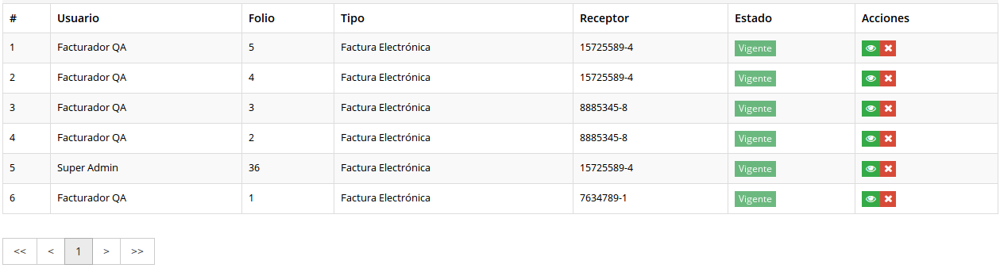 # Usuario Folio Tipo Receptor Estado Acciones
1 Facturador QA 5 Factura Electrónica 15725589-4 Vigente
2 Facturador QA 4 Factura Electrónica 15725589-4 Vigente
3 Facturador QA 3 Factura Electrónica 8885345-8 Vigente
4 Facturador QA 2 Factura Electrónica 8885345-8 Vigente
5 Super Admin 36 Factura Electrónica 15725589-4 Vigente
6 Facturador QA 1 Factura Electrónica 7634789-1 Vigente
<< < 1 > >>